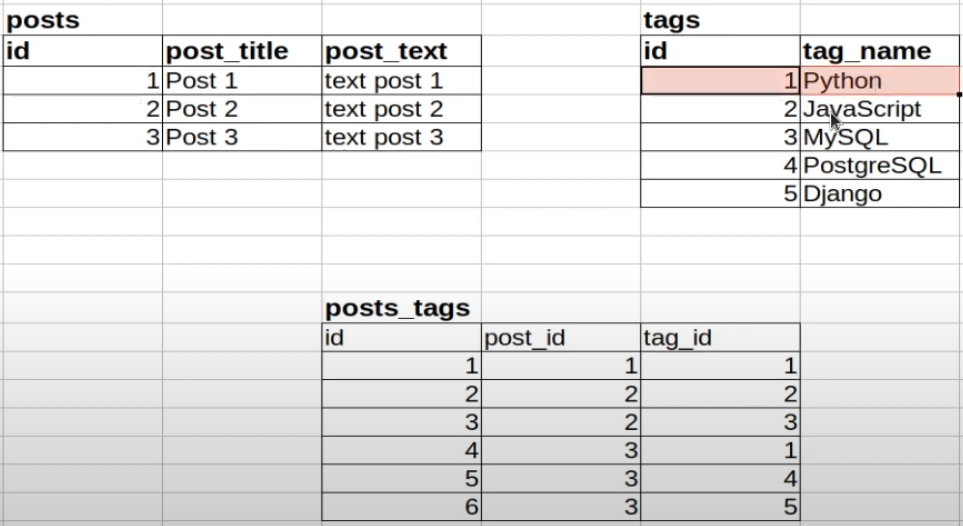 posts tags
id post_title post_text id tag_name
1 Post 1 text post 1 1 Python
2 Post 2 text post 2 2 JavaScript
3 Post 3 text post 3 3 MySQL
4 PostgreSQL
5 Django
posts_tags
id post_id tag_id
1 1 1
2 2 2
3 2 3
4 3 1
5 3 4
6 3 5